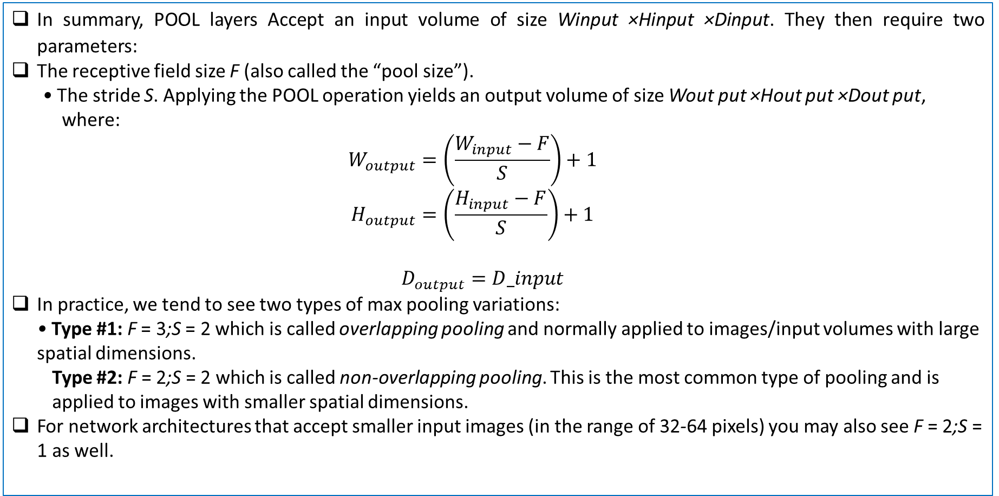 ❑ In summary, POOL layers Accept an input volume of size Winput ×Hinput ×Dinput. They then require two
parameters:
❑ The receptive field size F (also called the “pool size”).
• The stride S. Applying the POOL operation yields an output volume of size Wout put ×Hout put ×Dout put,
where:
W_{output} = \left(\frac{W_{input} - F}{S}\right) + 1
H_{output} = \left(\frac{H_{input} - F}{S}\right) + 1
D_{output} = D\_input
❑ In practice, we tend to see two types of max pooling variations:
• Type #1: F = 3;S = 2 which is called overlapping pooling and normally applied to images/input volumes with large
spatial dimensions.
Type #2: F = 2;S = 2 which is called non-overlapping pooling. This is the most common type of pooling and is
applied to images with smaller spatial dimensions.
❑ For network architectures that accept smaller input images (in the range of 32-64 pixels) you may also see F = 2;S =
1 as well.